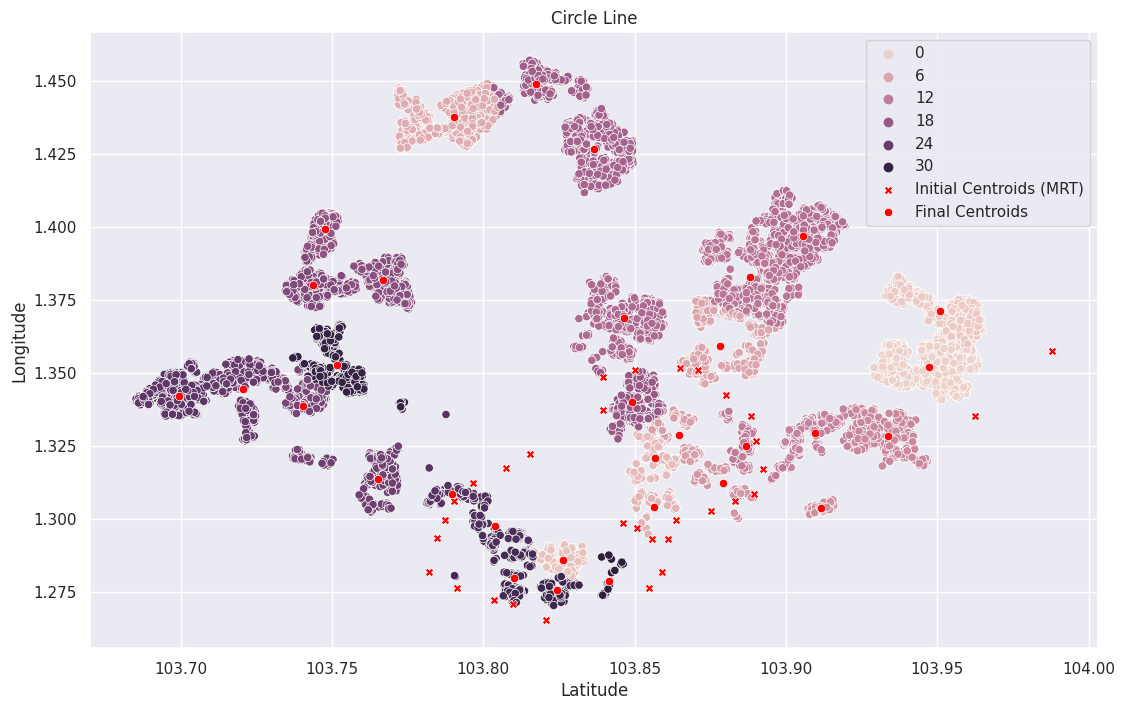 Circle Line
0
6
12
18
24
30
Initial Centroids (MRT)
Final Centroids
1.450
1.425
1.400
1.375
1.350
1.325
1.300
1.275
Longitude
103.70 103.75 103.80 103.85 103.90 103.95 104.00
Latitude